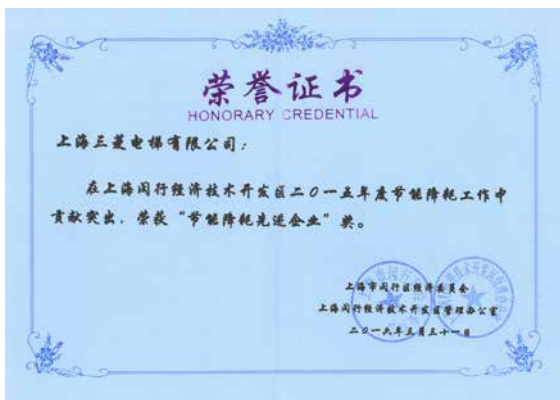 荣誉证书
HONORARY CREDENTIAL
上海三菱电梯有限公司：
在上海闵行经济技术开发区二〇一五年度节能降耗工作中
贡献突出，荣获“节能降耗先进企业”奖。
上海市闵行区经济委员会
上海闵行经济技术开发区管理办公室
二〇一六年三月三十一日